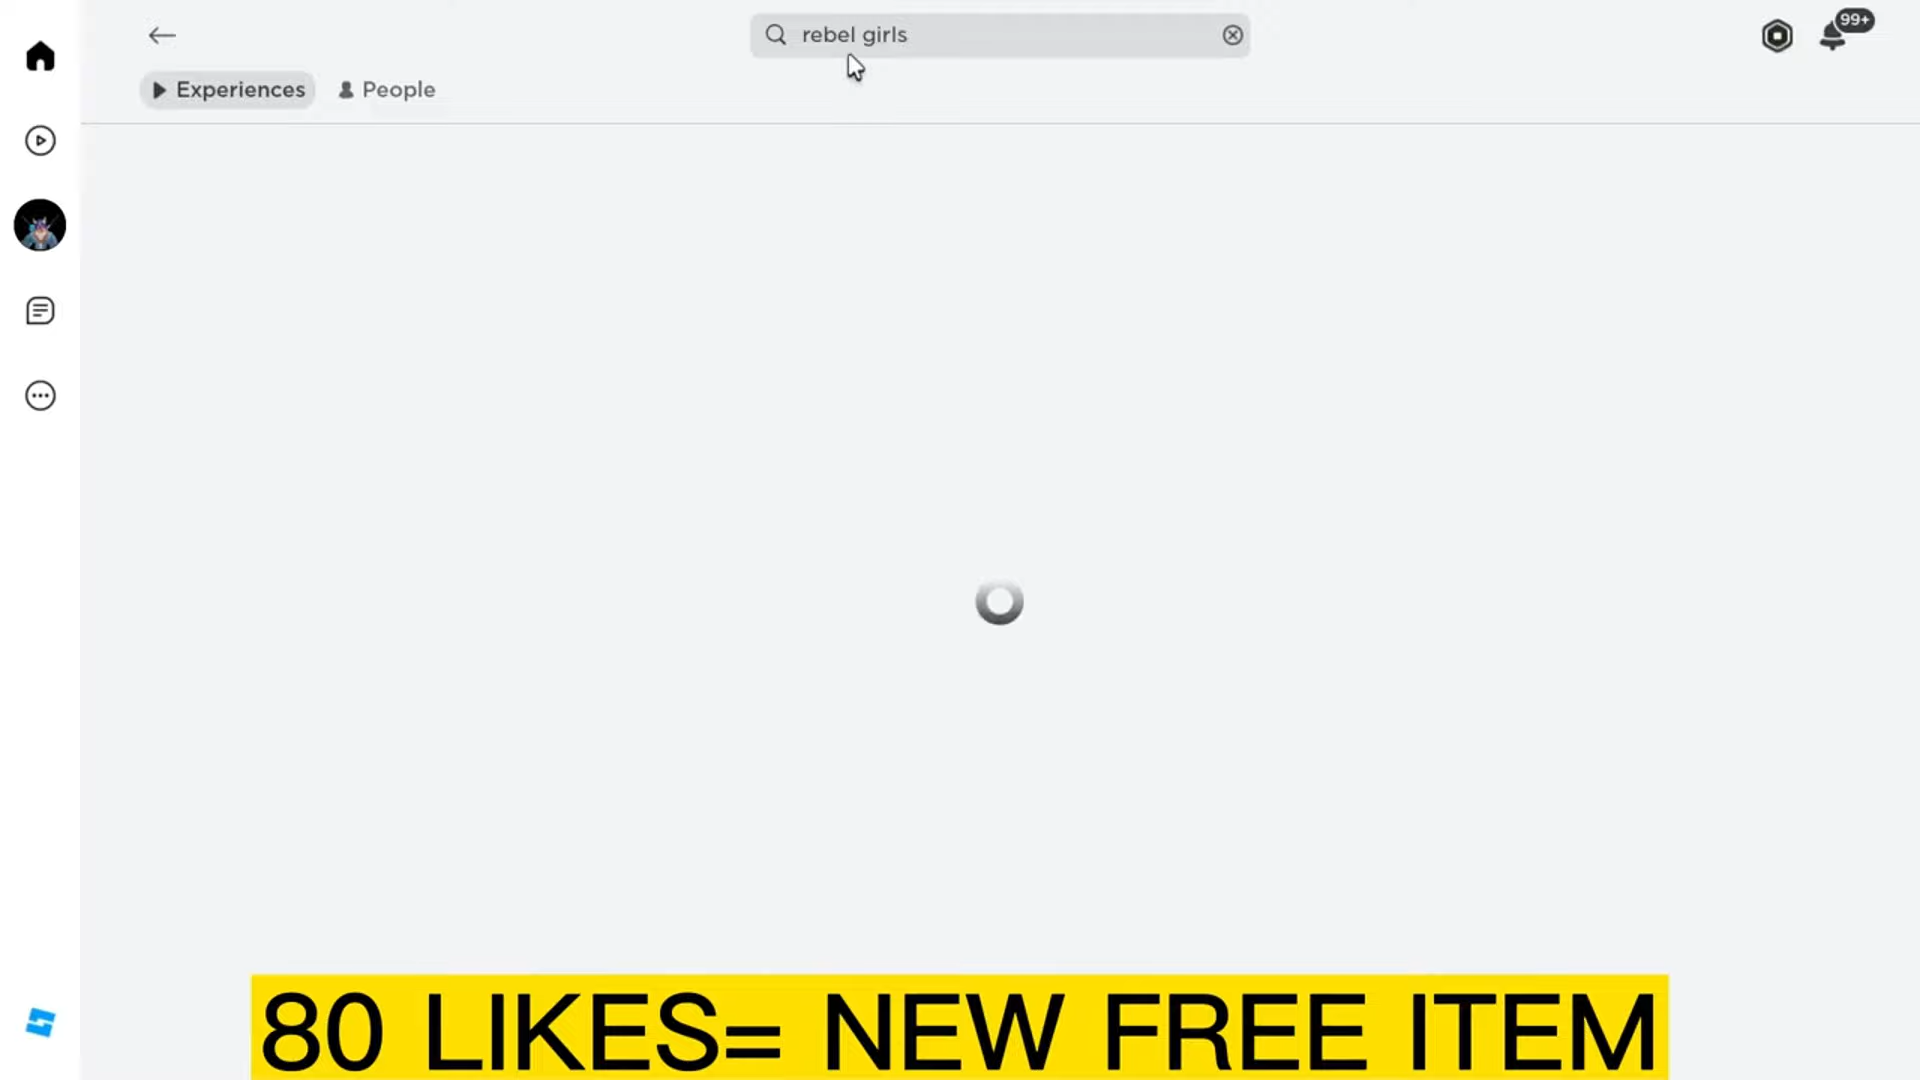 rebel girls
99+
Experiences
People
80 LIKES= NEW FREE ITEM